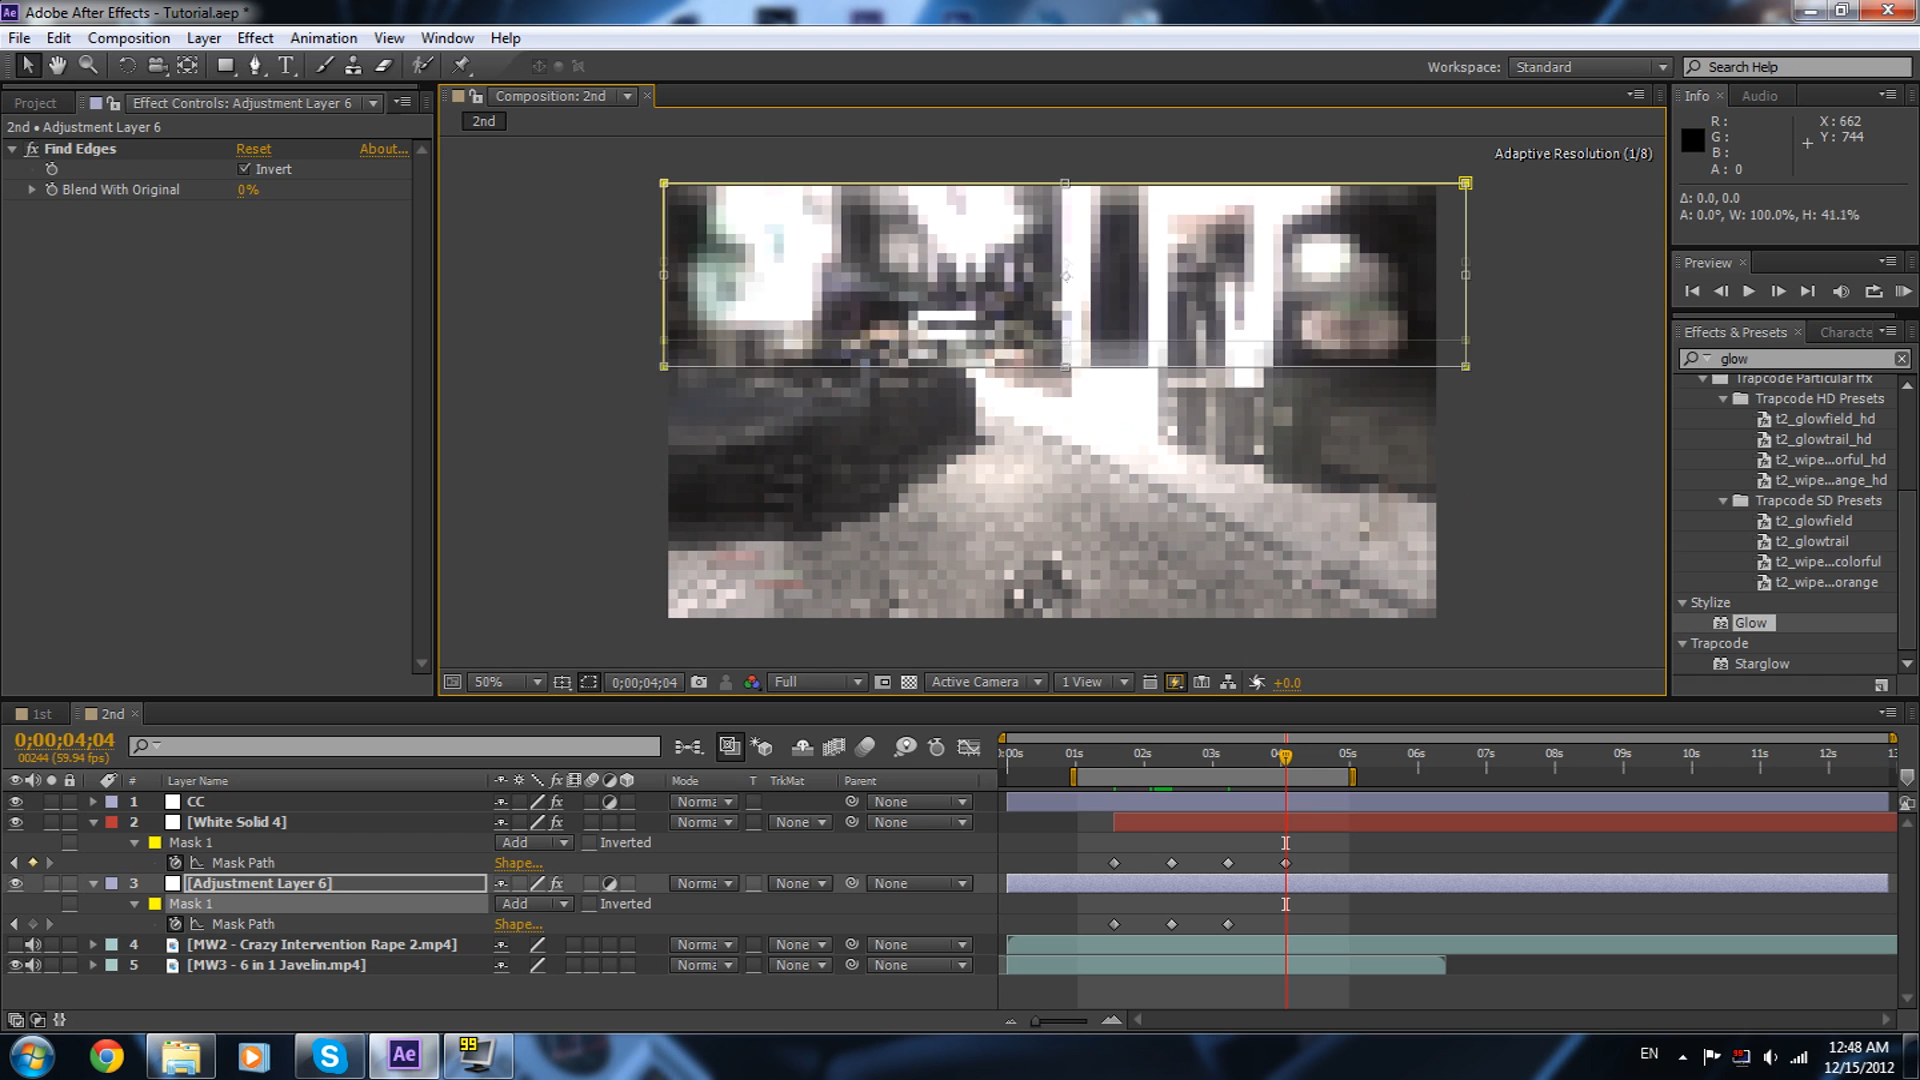 Adobe After Effects - Tutorial.aep *
File Edit Composition Layer Effect Animation View Window Help
Workspace: Standard Search Help
Project Effect Controls: Adjustment Layer 6
2nd • Adjustment Layer 6
fx Find Edges Reset About...
Invert
Blend With Original 0%
Composition: 2nd
2nd
Adaptive Resolution (1/8)
50% 0;00;04;04 Full Active Camera 1 View +0.0
Info Audio
R: X: 662
G: Y: 744
B:
A: 0
Δ: 0.0, 0.0
A: 0.0°, W: 100.0%, H: 41.1%
Preview
Effects & Presets Characte
glow
Trapcode Particular ffx
Trapcode HD Presets
t2_glowfield_hd
t2_glowtrail_hd
t2_wipe...orful_hd
t2_wipe...ange_hd
Trapcode SD Presets
t2_glowfield
t2_glowtrail
t2_wipe...colorful
t2_wipe...orange
Stylize
Glow
Trapcode
Starglow
1st 2nd
0;00;04;04
00244 (59.94 fps)
:00s 01s 02s 03s 04s 05s 06s 07s 08s 09s 10s 11s 12s 13
# Layer Name Mode T TrkMat Parent
1 CC Norma None
2 [White Solid 4] Norma None None
Mask 1 Add Inverted
Mask Path Shape...
3 [Adjustment Layer 6] Norma None None
Mask 1 Add Inverted
Mask Path Shape...
4 [MW2 - Crazy Intervention Rape 2.mp4] Norma None None
5 [MW3 - 6 in 1 Javelin.mp4] Norma None None
Ae 99
EN 12:48 AM
12/15/2012